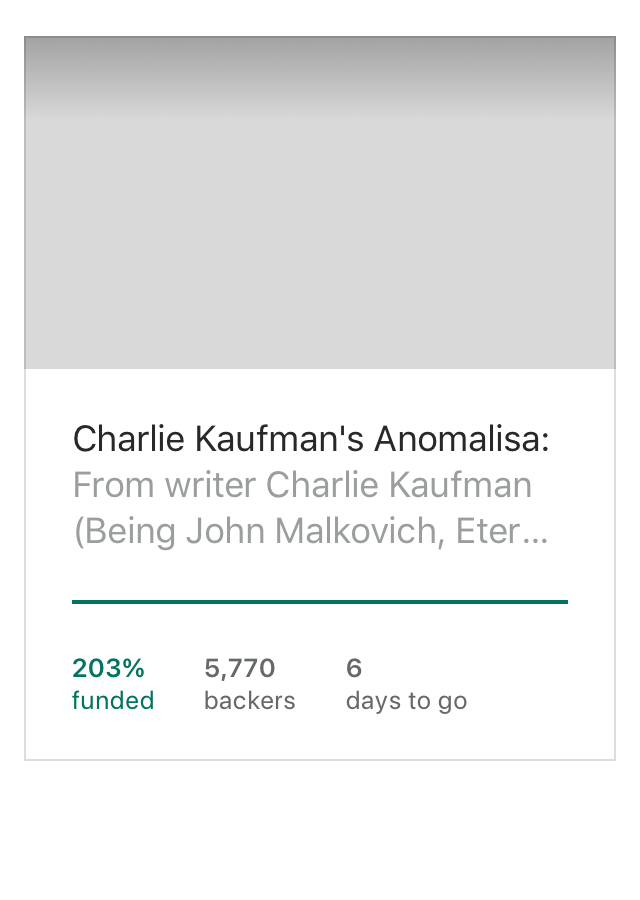 Charlie Kaufman's Anomalisa:
From writer Charlie Kaufman
(Being John Malkovich, Eter…
203% 5,770 6
funded backers days to go